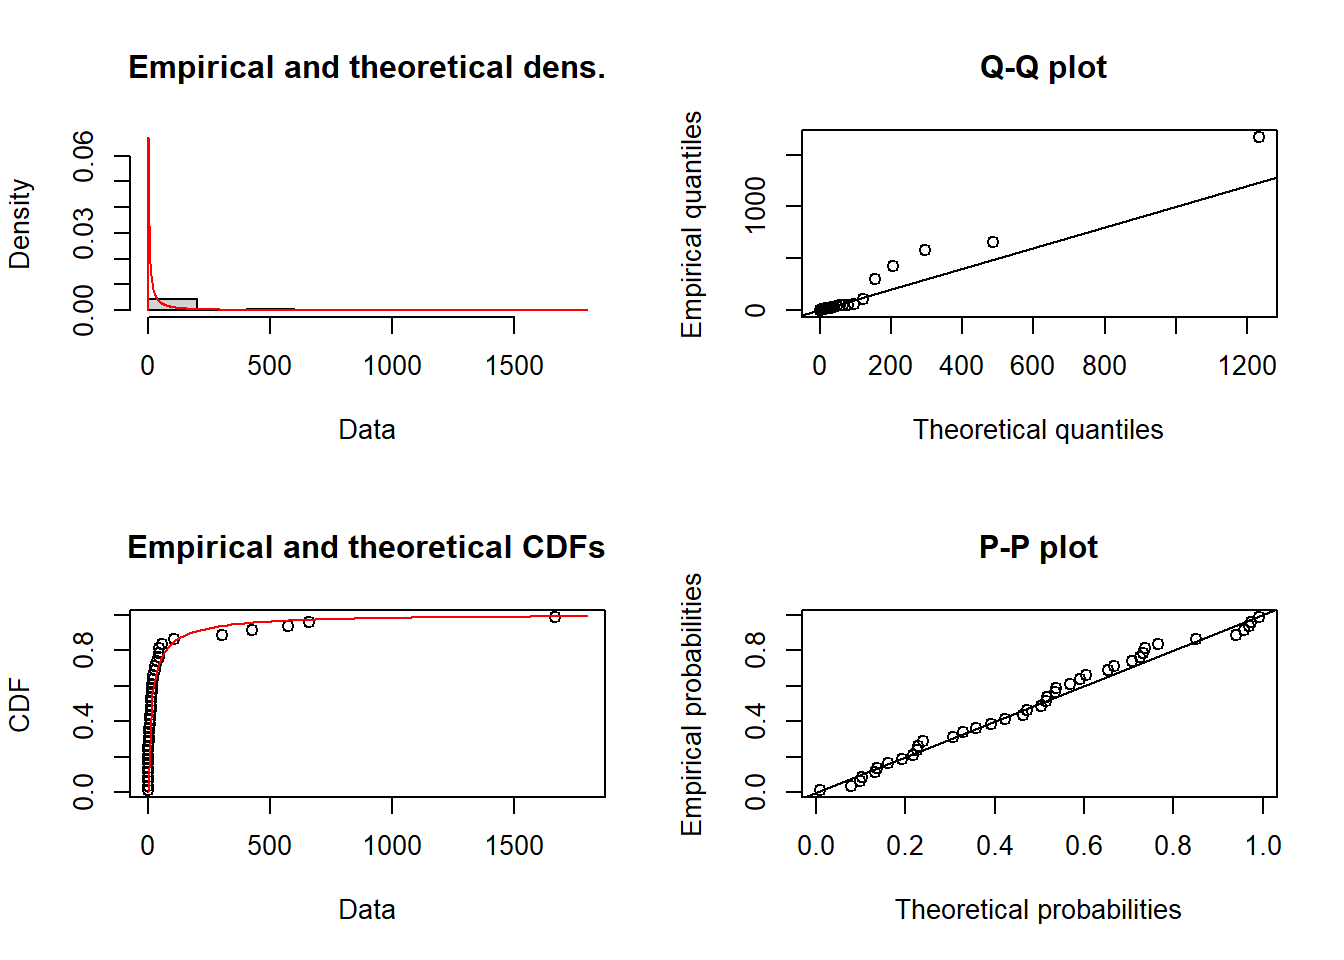 Empirical and theoretical dens.
Density
0.00 0.03 0.06
0 500 1000 1500
Data
Q-Q plot
Empirical quantiles
0 1000
0 200 400 600 800 1200
Theoretical quantiles
Empirical and theoretical CDFs
CDF
0.0 0.4 0.8
0 500 1000 1500
Data
P-P plot
Empirical probabilities
0.0 0.4 0.8
0.0 0.2 0.4 0.6 0.8 1.0
Theoretical probabilities